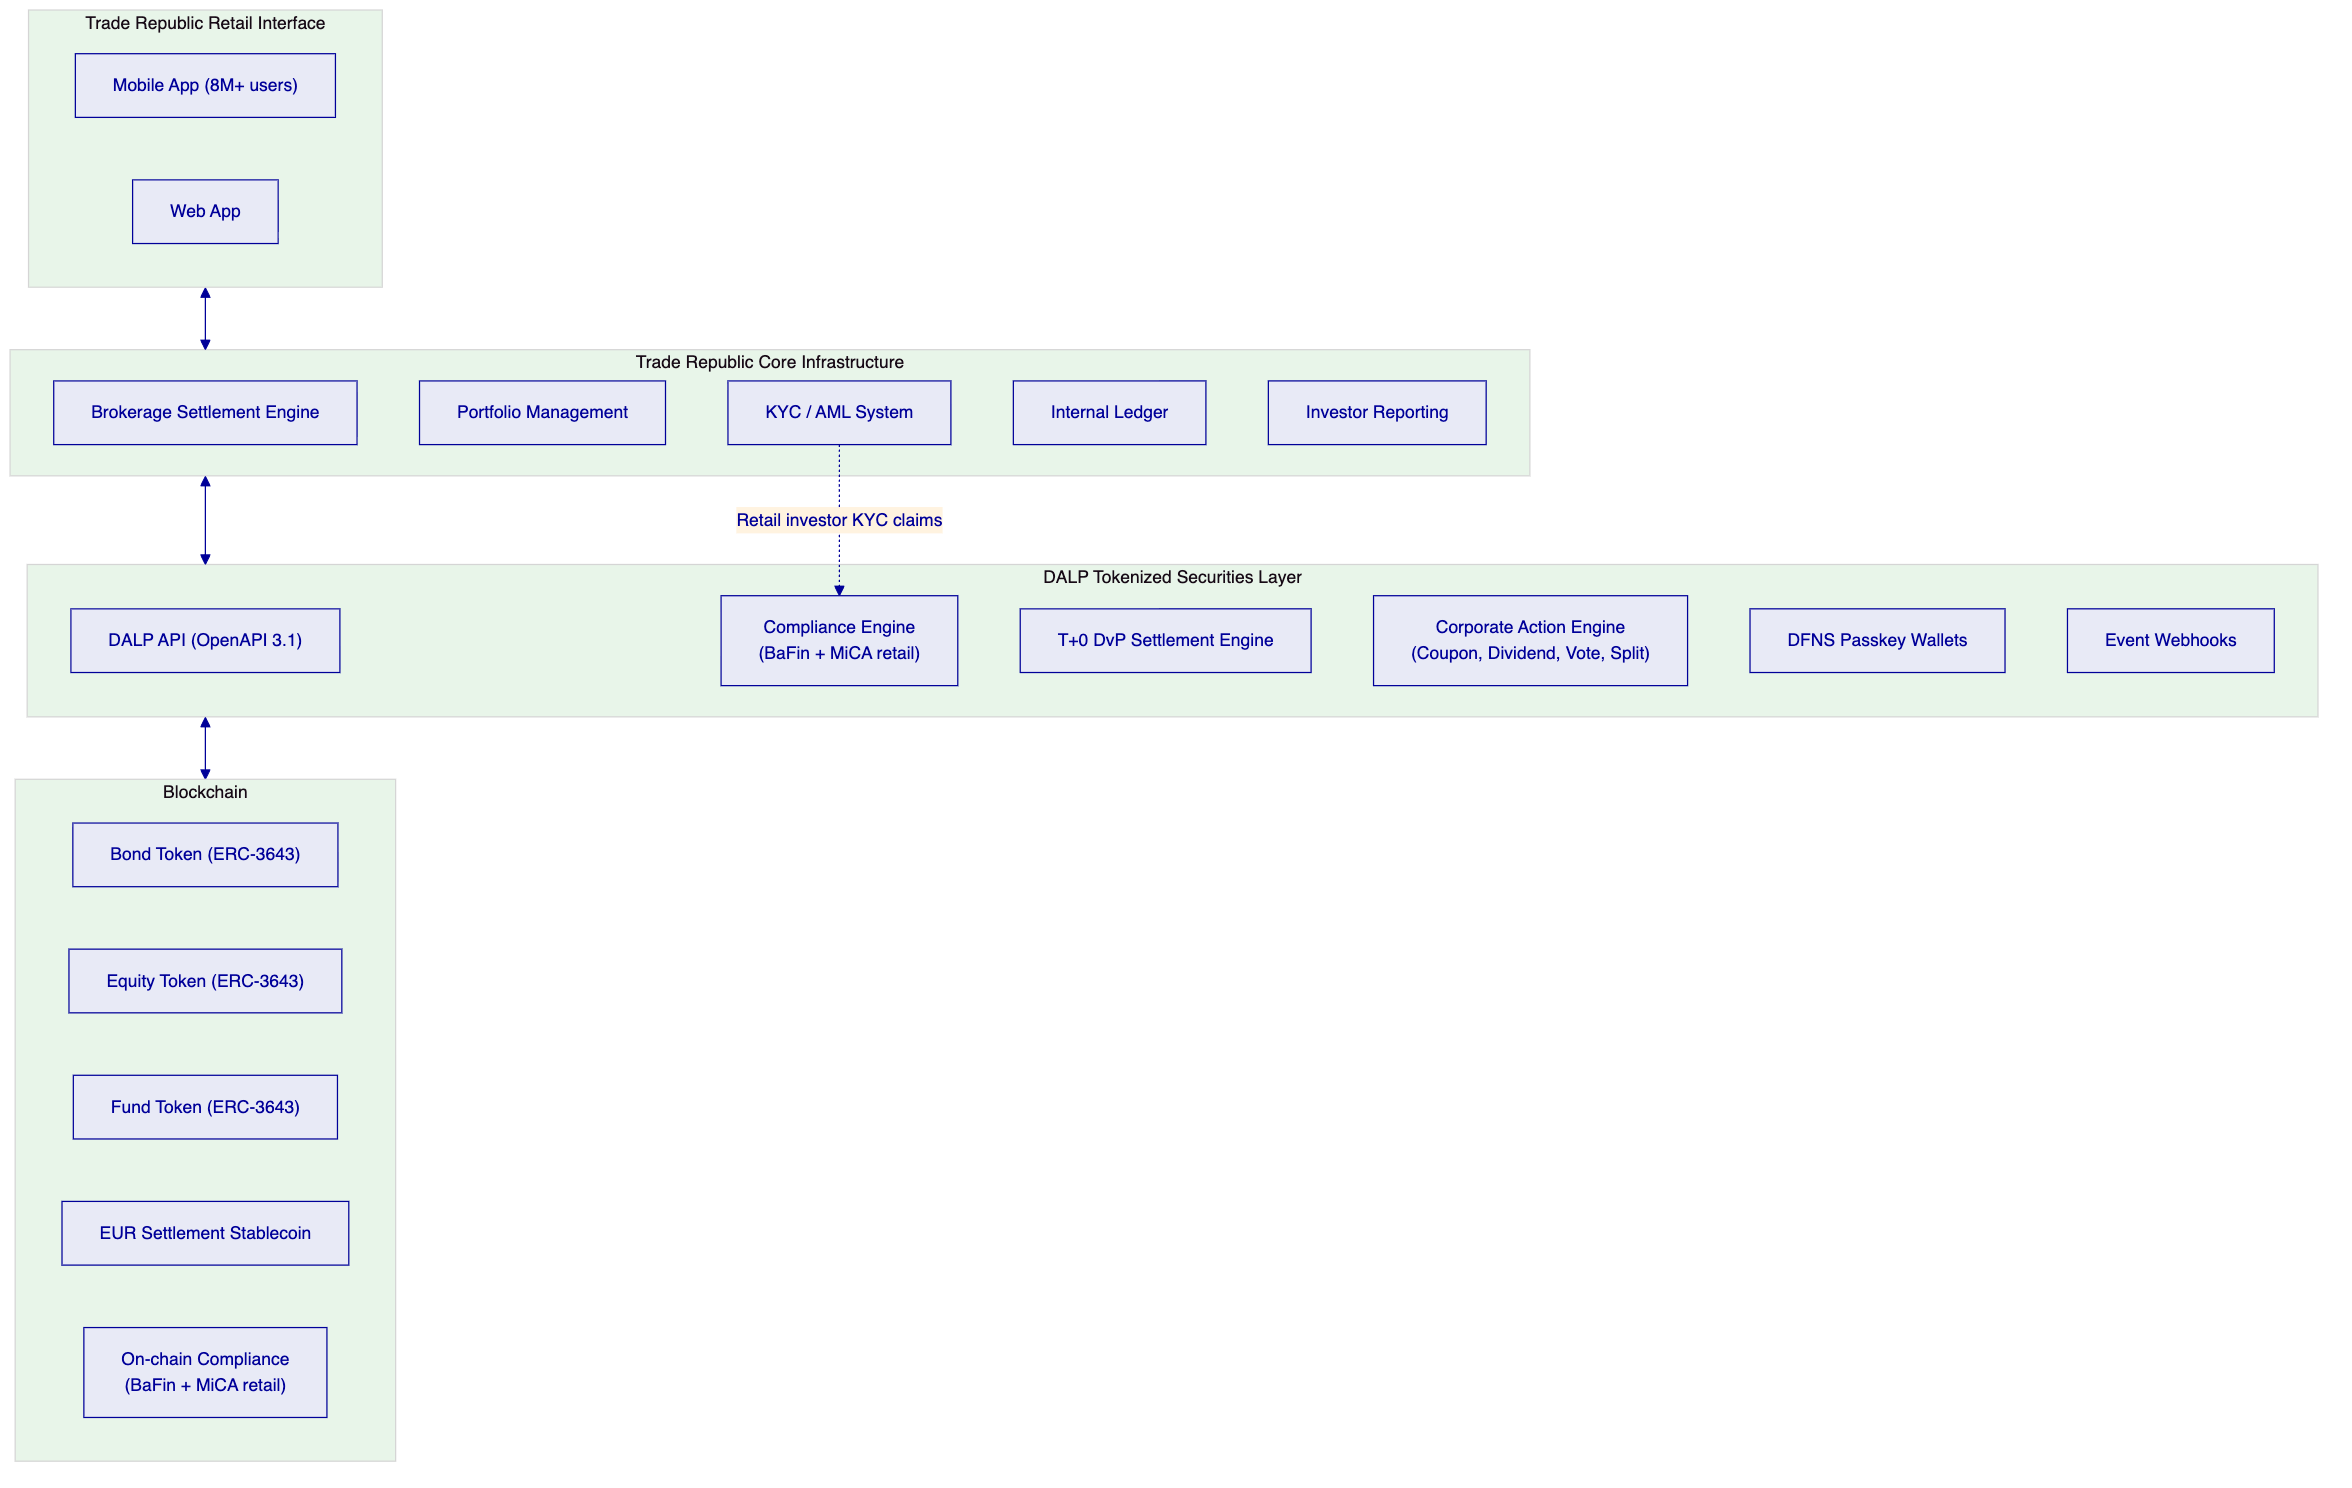 Trade Republic Retail Interface
Mobile App (8M+ users)
Web App
Trade Republic Core Infrastructure
Brokerage Settlement Engine
Portfolio Management
KYC / AML System
Internal Ledger
Investor Reporting
Retail investor KYC claims
DALP Tokenized Securities Layer
DALP API (OpenAPI 3.1)
Compliance Engine
(BaFin + MiCA retail)
T+0 DvP Settlement Engine
Corporate Action Engine
(Coupon, Dividend, Vote, Split)
DFNS Passkey Wallets
Event Webhooks
Blockchain
Bond Token (ERC-3643)
Equity Token (ERC-3643)
Fund Token (ERC-3643)
EUR Settlement Stablecoin
On-chain Compliance
(BaFin + MiCA retail)